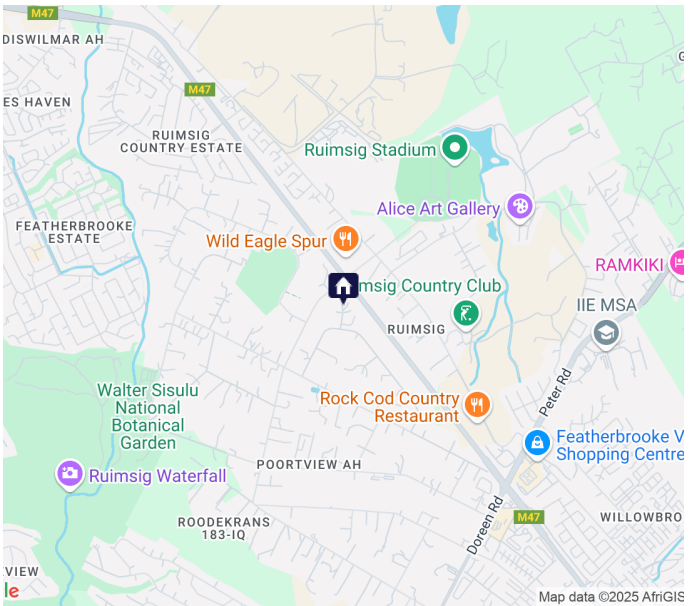 M47
DISWILMAR AH
M47
ES HAVEN
RUIMSIG
COUNTRY ESTATE
Ruimsig Stadium
Alice Art Gallery
FEATHERBROOKE
ESTATE
Wild Eagle Spur
RAMKIKI
msig Country Club
IIE MSA
RUIMSIG
Walter Sisulu
National
Botanical
Garden
Rock Cod Country
Restaurant
Peter Rd
Featherbrooke V
Shopping Centre
POORTVIEW AH
Ruimsig Waterfall
Doreen Rd
M47
ROODEKRANS
183-IQ
WILLOWBRO
VIEW
le
Map data ©2025 AfriGIS